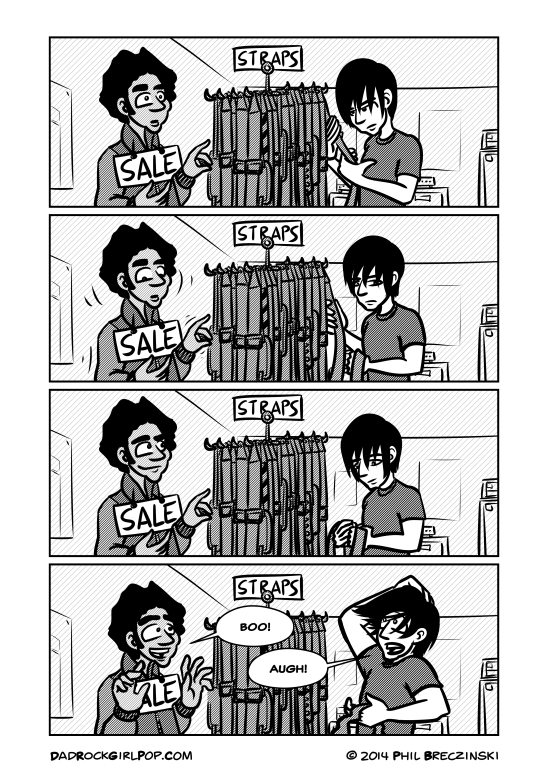 STRAPS
SALE
STRAPS
SALE
STRAPS
SALE
STRAPS
BOO!
AUGH!
ALE
DADROCKGIRLPOP.COM
© 2014 PHIL BRECZINSKI